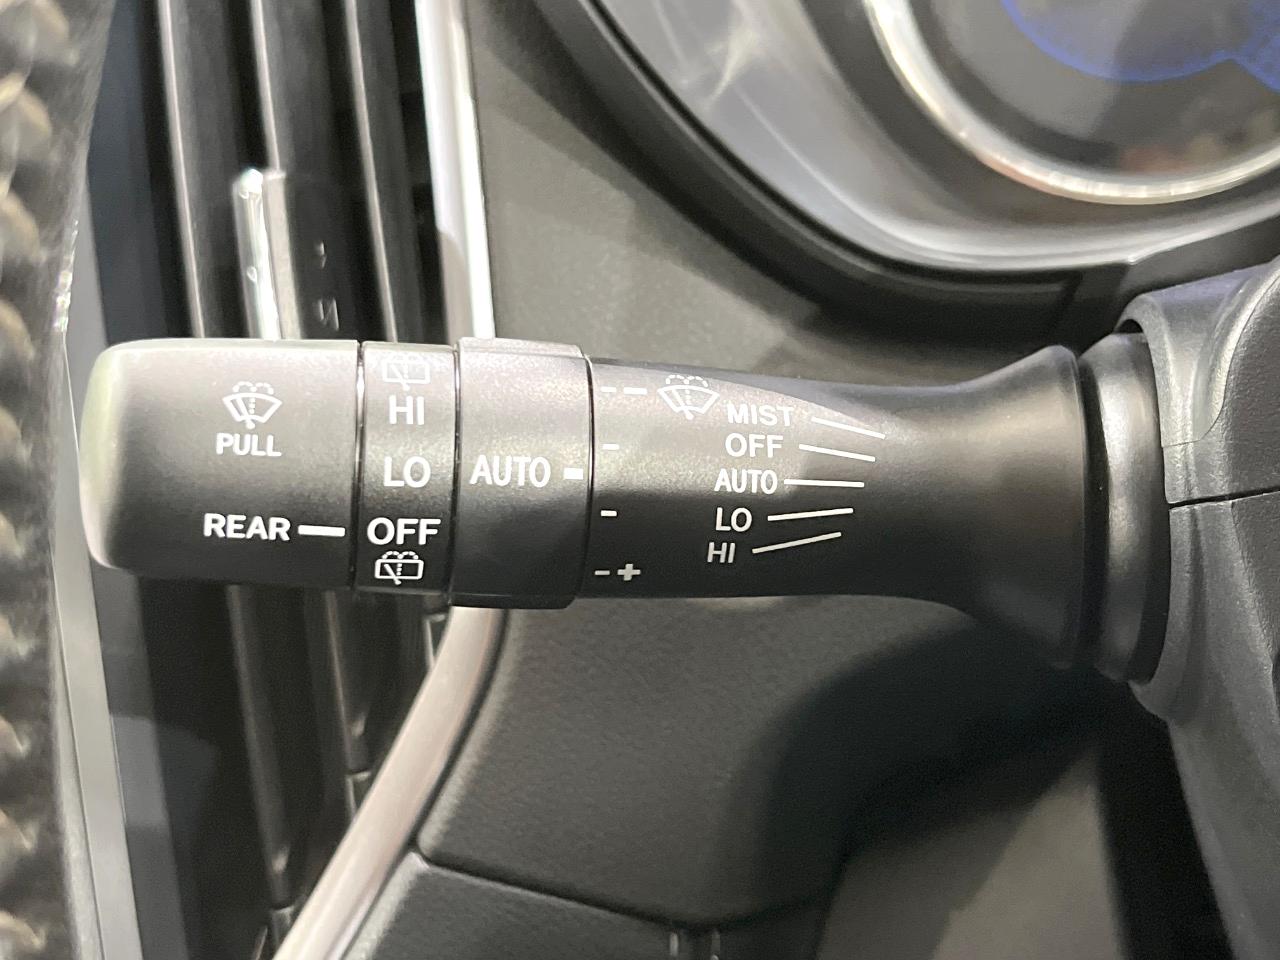 PULL
REAR
HI
LO
OFF
AUTO
- -
-
-
- +
MIST
OFF
AUTO
LO
HI